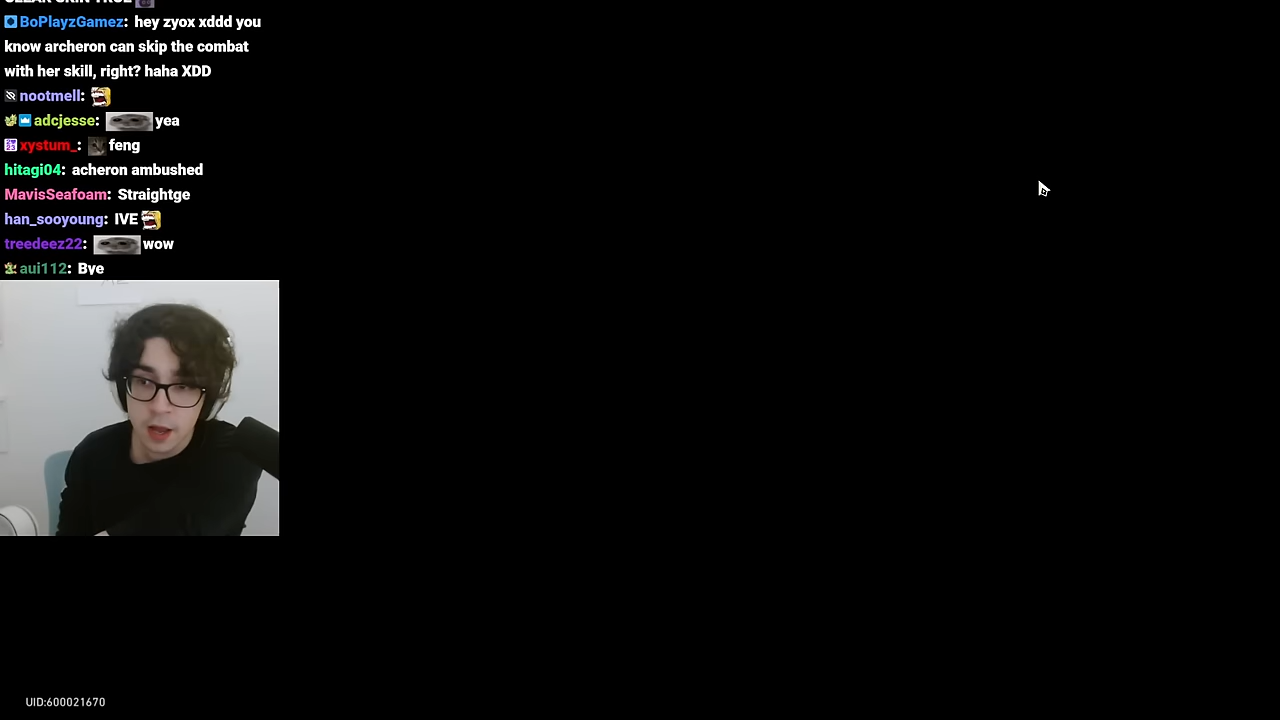 BoPlayzGamez: hey zyox xddd you
know archeron can skip the combat
with her skill, right? haha XDD
nootmell:
adcjesse: yea
xystum_: feng
hitagi04: acheron ambushed
MavisSeafoam: Straightge
han_sooyoung: IVE
treedeez22: wow
aui112: Bye
UID:600021670